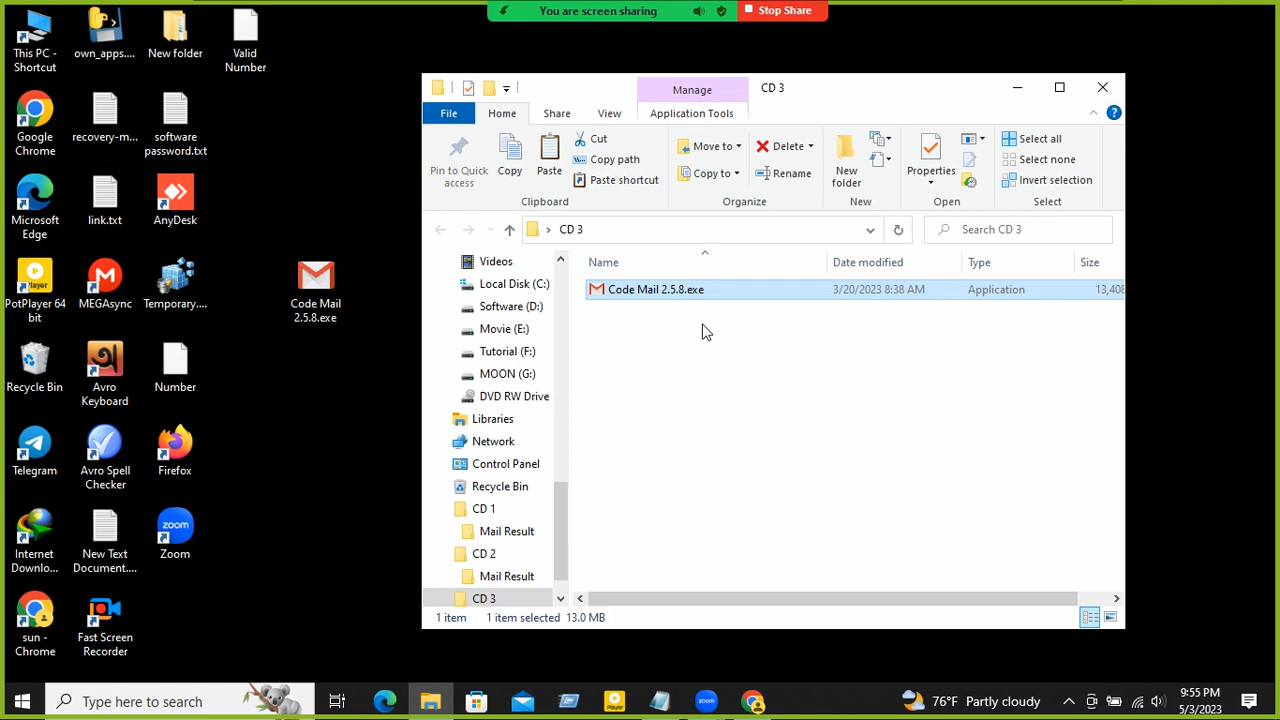 You are screen sharing
Stop Share
This PC -
Shortcut
own_apps....
New folder
Valid
Number
Google
Chrome
recovery-m...
software
password.txt
Microsoft
Edge
link.txt
AnyDesk
Player
PotPlayer 64
bit
MEGAsync
Temporary....
Code Mail
2.5.8.exe
Recycle Bin
Avro
Keyboard
Number
Telegram
Avro Spell
Checker
Firefox
zoom
Internet
Downlo...
New Text
Document....
Zoom
sun -
Chrome
Fast Screen
Recorder
Manage
CD 3
File
Home
Share
View
Application Tools
Pin to Quick
access
Copy
Paste
Cut
Copy path
Paste shortcut
Clipboard
Move to
Copy to
Delete
Rename
Organize
New
folder
New
Properties
Open
Select all
Select none
Invert selection
Select
CD 3
Search CD 3
Name
Date modified
Type
Size
Code Mail 2.5.8.exe
3/20/2023 8:38 AM
Application
13,408
Videos
Local Disk (C:)
Software (D:)
Movie (E:)
Tutorial (F:)
MOON (G:)
DVD RW Drive
Libraries
Network
Control Panel
Recycle Bin
CD 1
Mail Result
CD 2
Mail Result
CD 3
1 item
1 item selected
13.0 MB
Type here to search
Player
zoom
76°F
Partly cloudy
9:55 PM
5/3/2023